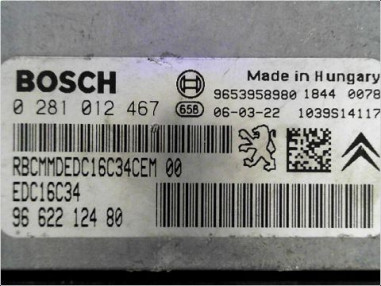 BOSCH
Made in Hungary
9653958980 1844 0078
0 281 012 467 65B 06-03-22 1039S14117
RBCMMDEDC16C34CEM 00
EDC16C34
96 622 124 80